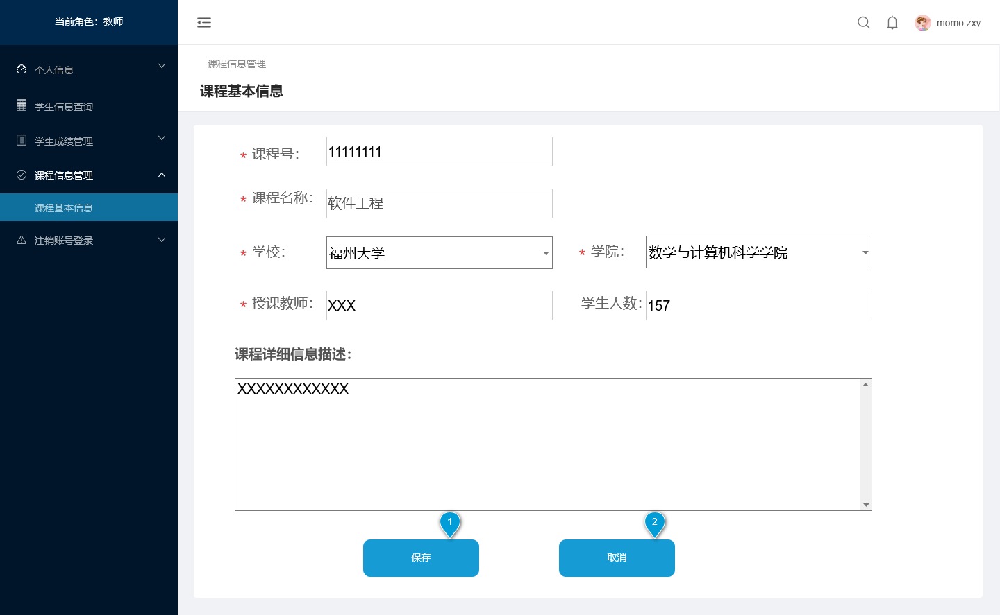 当前角色：教师
momo.zxy
个人信息
学生信息查询
学生成绩管理
课程信息管理
课程基本信息
注销账号登录
课程信息管理
课程基本信息
* 课程号： 11111111
* 课程名称： 软件工程
* 学校： 福州大学 * 学院： 数学与计算机科学学院
* 授课教师： XXX 学生人数： 157
课程详细信息描述：
XXXXXXXXXXXX
1 2
保存 取消